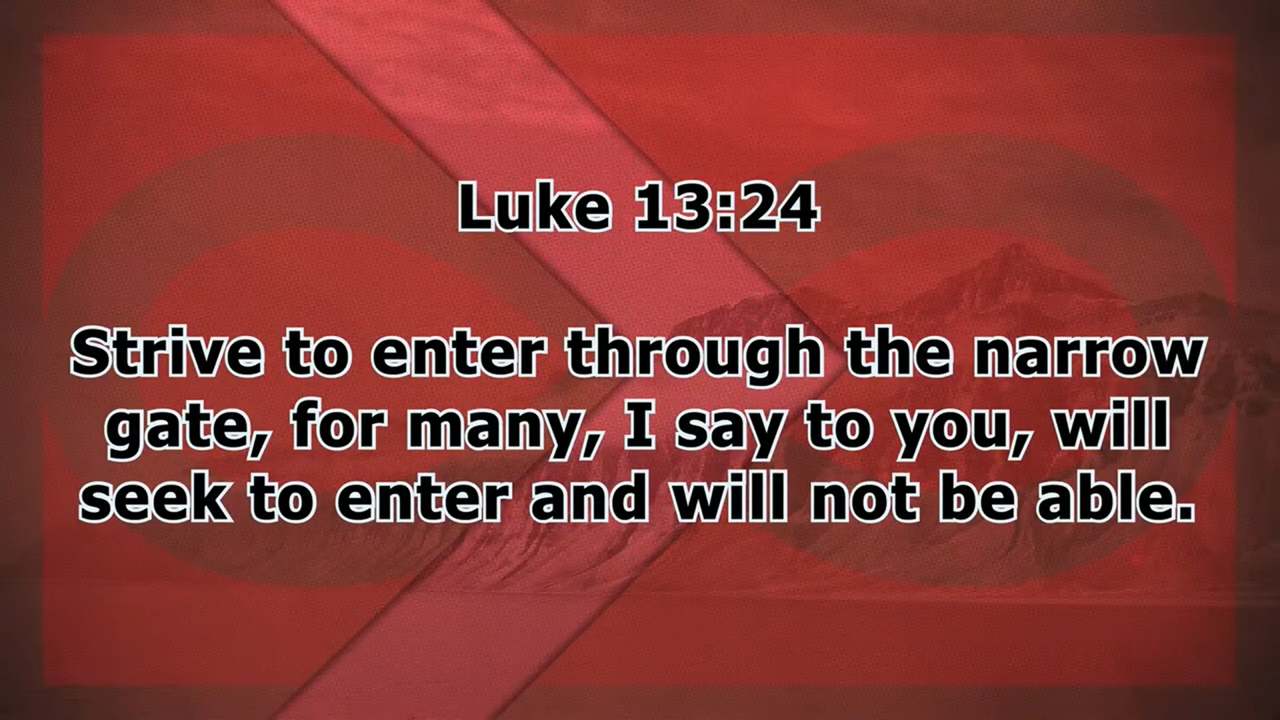 Luke 13:24
Strive to enter through the narrow
gate, for many, I say to you, will
seek to enter and will not be able.